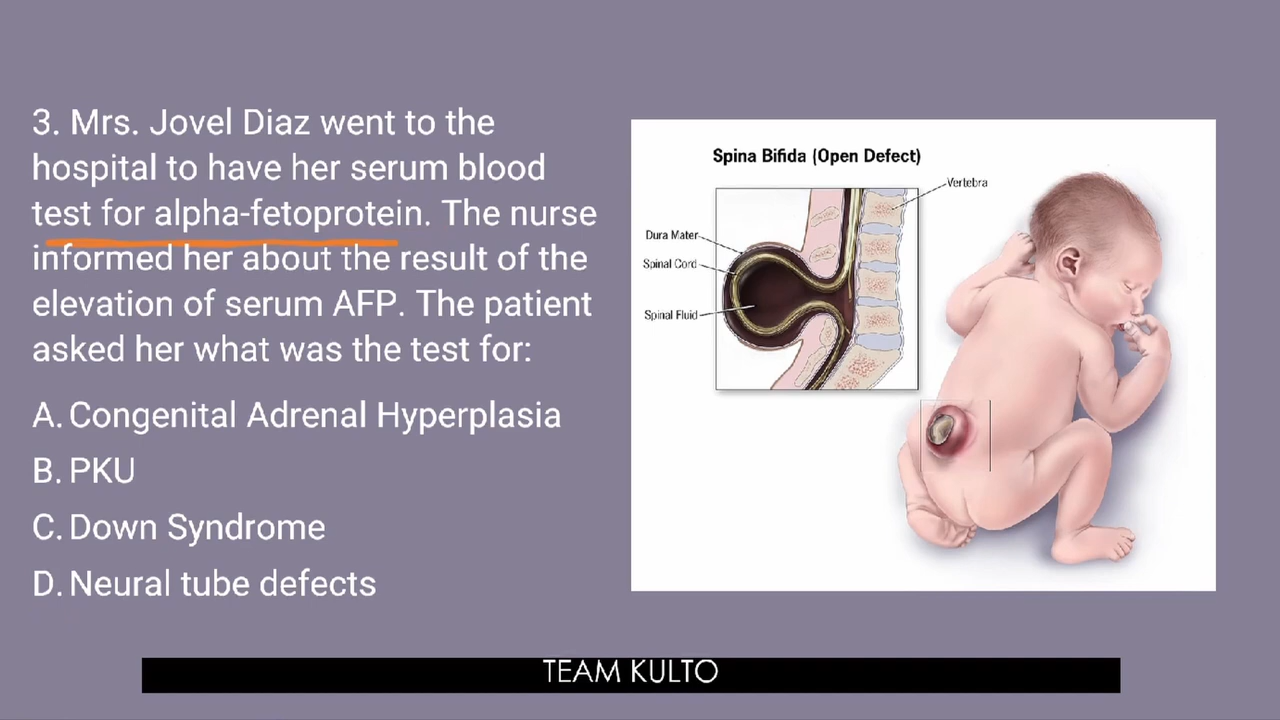 3. Mrs. Jovel Diaz went to the
hospital to have her serum blood
test for alpha-fetoprotein. The nurse
informed her about the result of the
elevation of serum AFP. The patient
asked her what was the test for:
A. Congenital Adrenal Hyperplasia
B. PKU
C. Down Syndrome
D. Neural tube defects
Spina Bifida (Open Defect)
Vertebra
Dura Mater
Spinal Cord
Spinal Fluid
TEAM KULTO